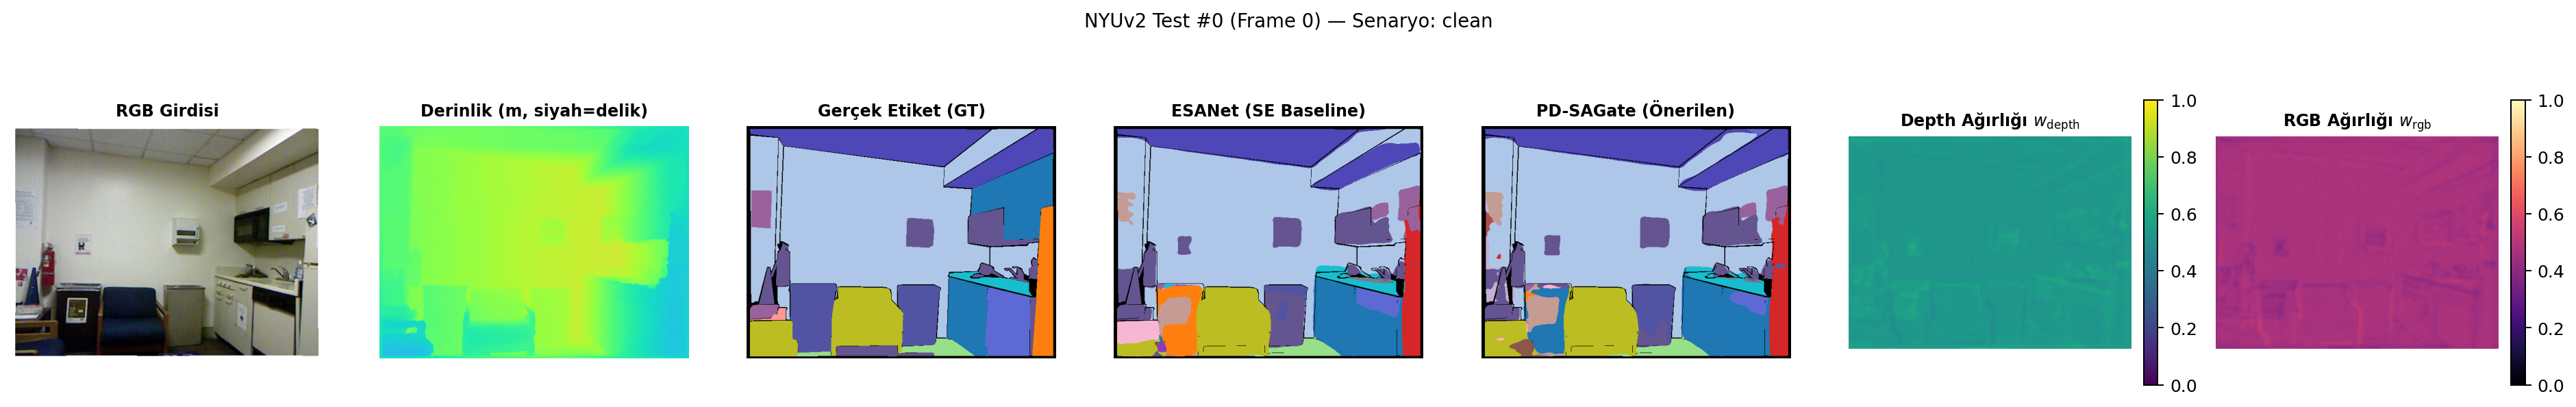 NYUv2 Test #0 (Frame 0) — Senaryo: clean
RGB Girdisi
Derinlik (m, siyah=delik)
Gerçek Etiket (GT)
ESANet (SE Baseline)
PD-SAGate (Önerilen)
Depth Ağırlığı w_depth
1.0
0.8
0.6
0.4
0.2
0.0
RGB Ağırlığı w_rgb
1.0
0.8
0.6
0.4
0.2
0.0